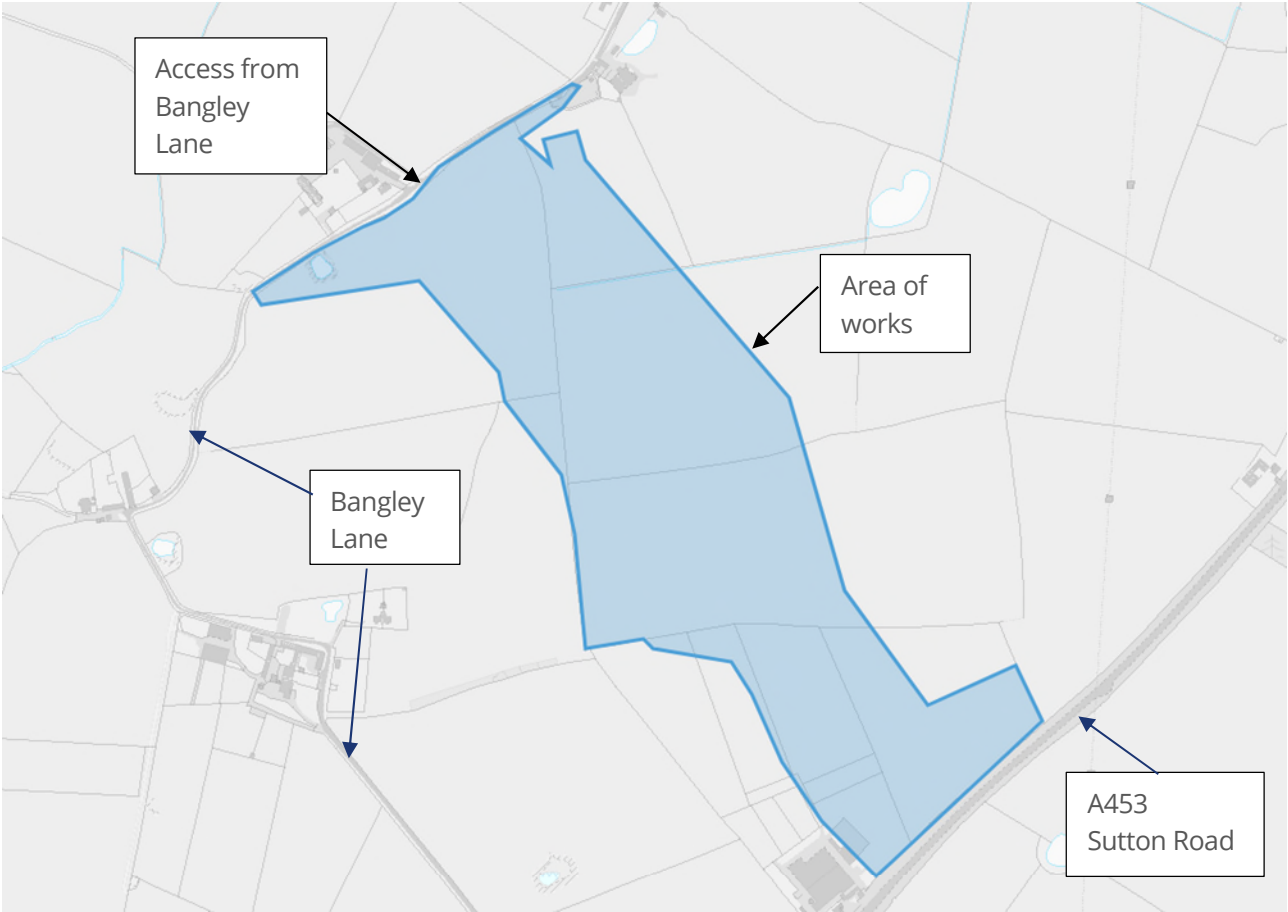 Access from
Bangley
Lane
Area of
works
Bangley
Lane
A453
Sutton Road